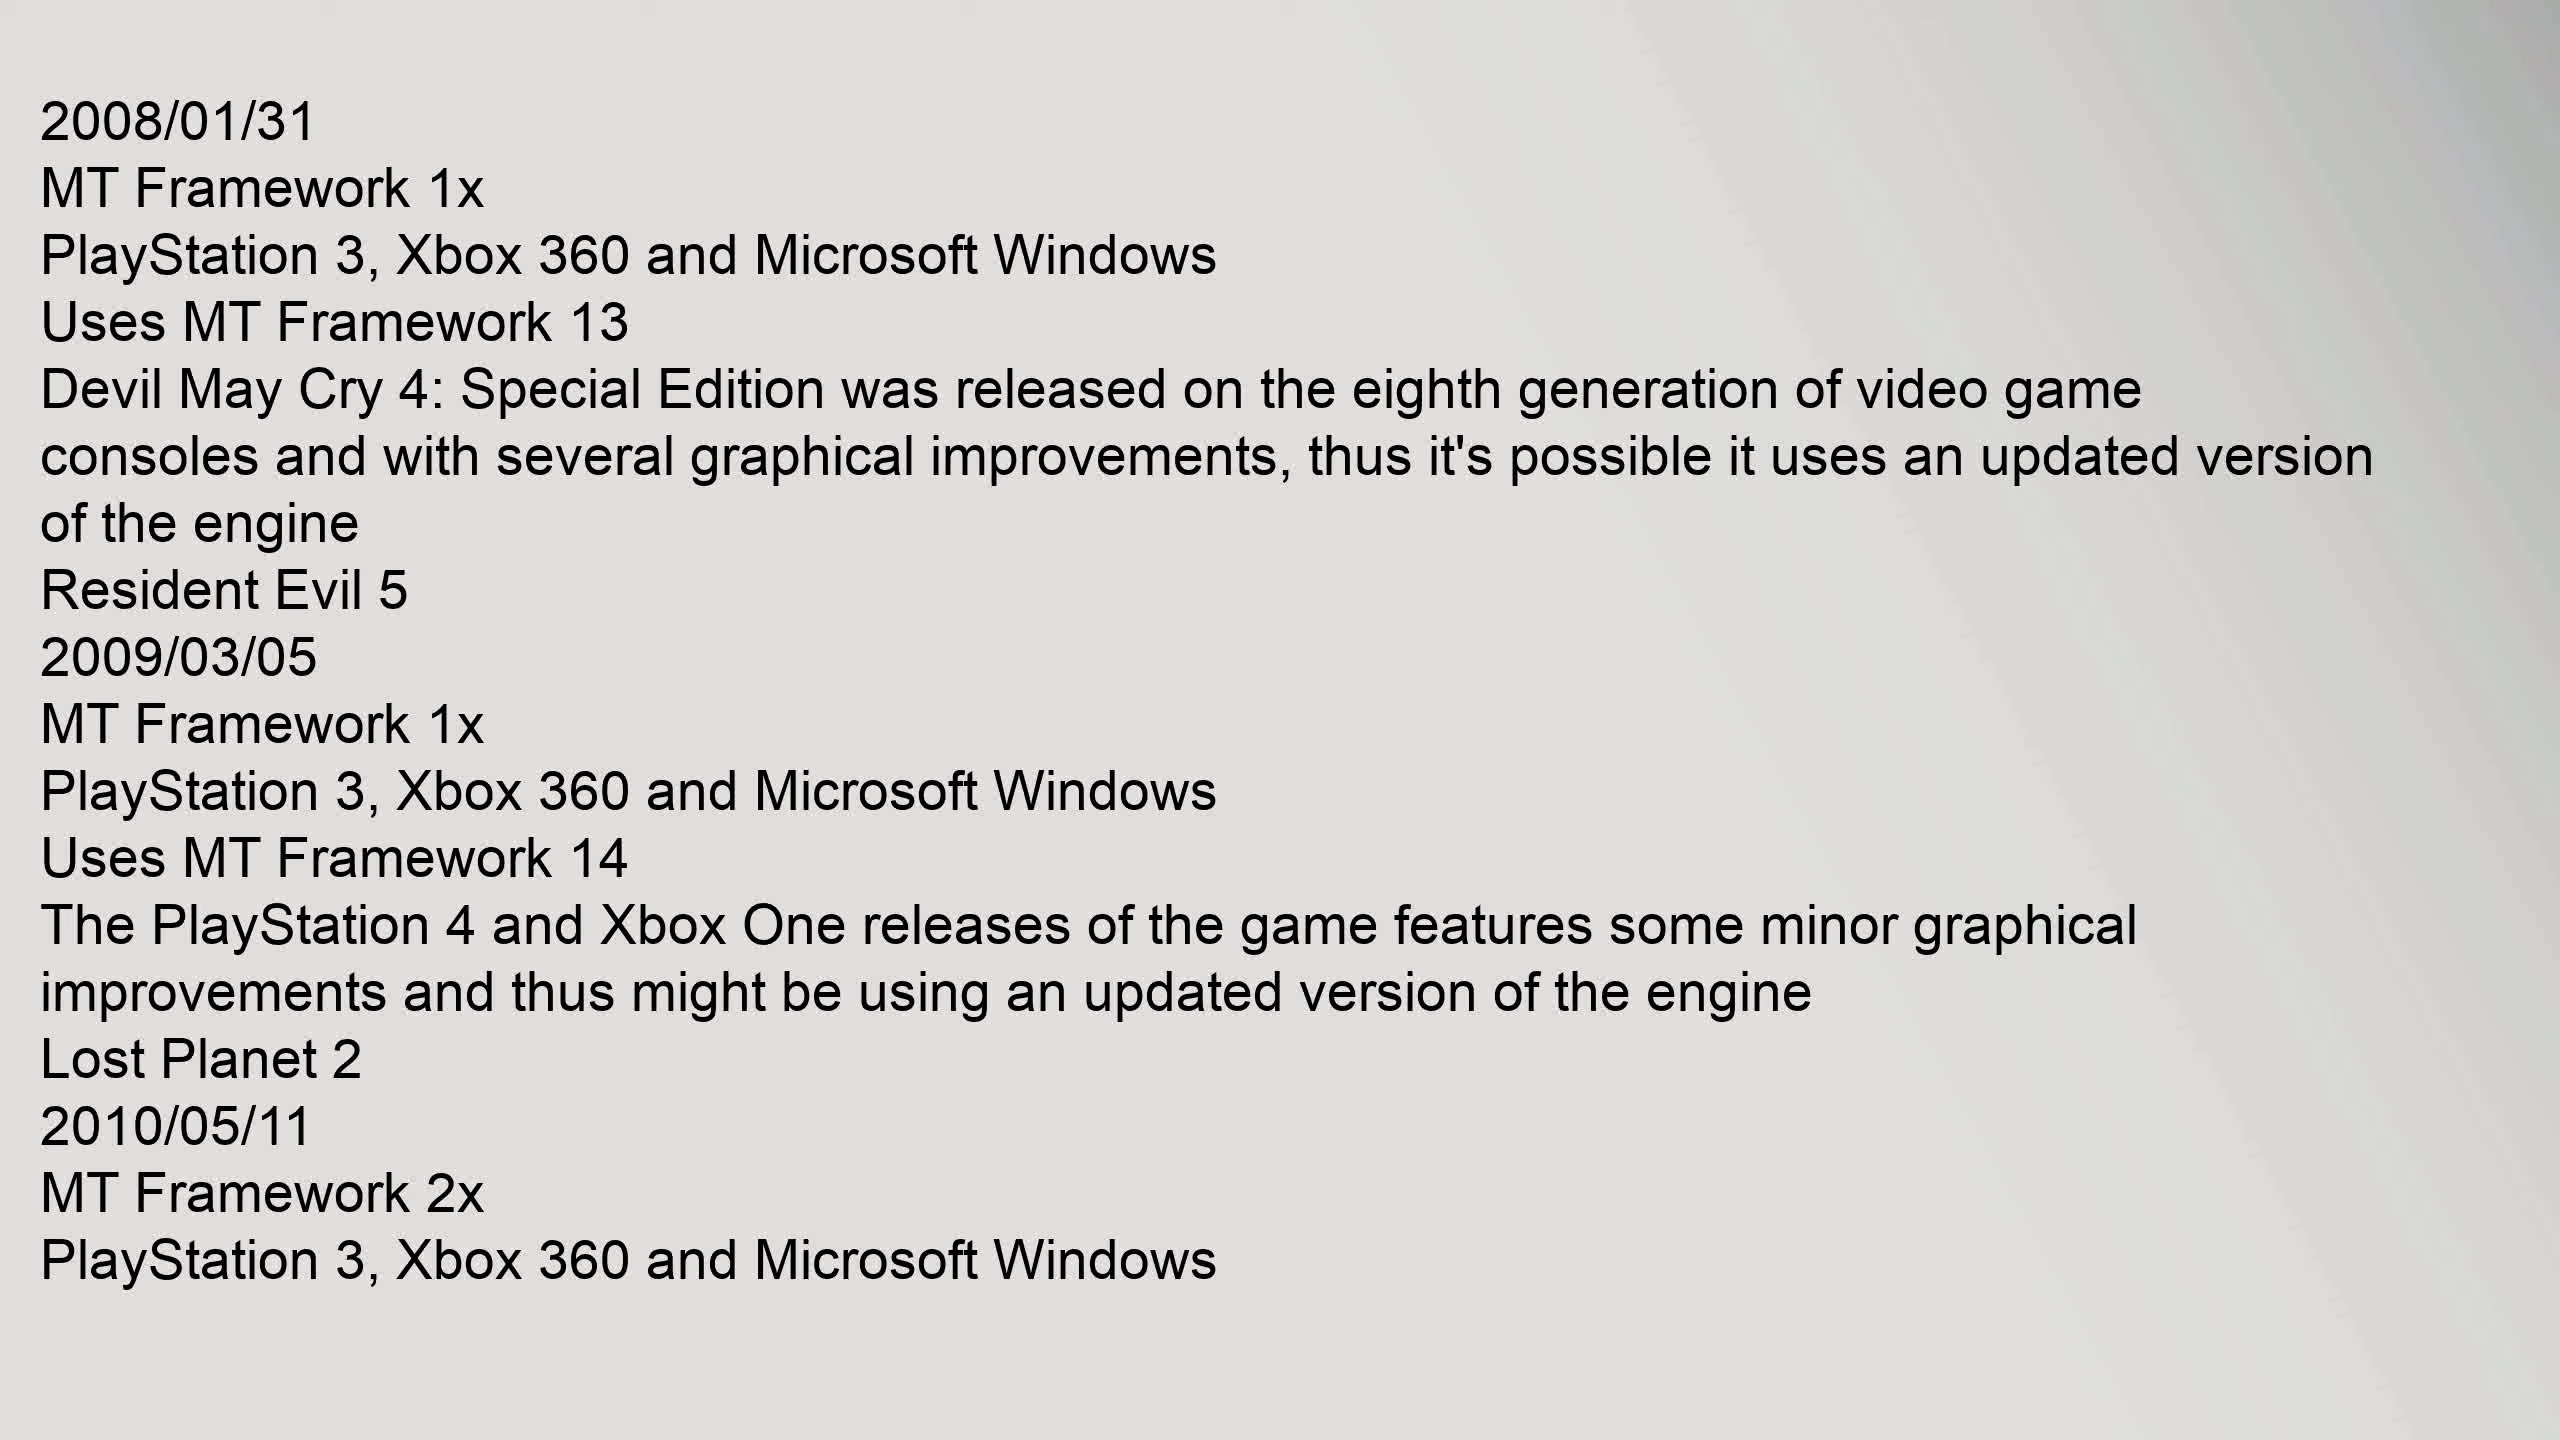 2008/01/31
MT Framework 1x
PlayStation 3, Xbox 360 and Microsoft Windows
Uses MT Framework 13
Devil May Cry 4: Special Edition was released on the eighth generation of video game
consoles and with several graphical improvements, thus it's possible it uses an updated version
of the engine
Resident Evil 5
2009/03/05
MT Framework 1x
PlayStation 3, Xbox 360 and Microsoft Windows
Uses MT Framework 14
The PlayStation 4 and Xbox One releases of the game features some minor graphical
improvements and thus might be using an updated version of the engine
Lost Planet 2
2010/05/11
MT Framework 2x
PlayStation 3, Xbox 360 and Microsoft Windows